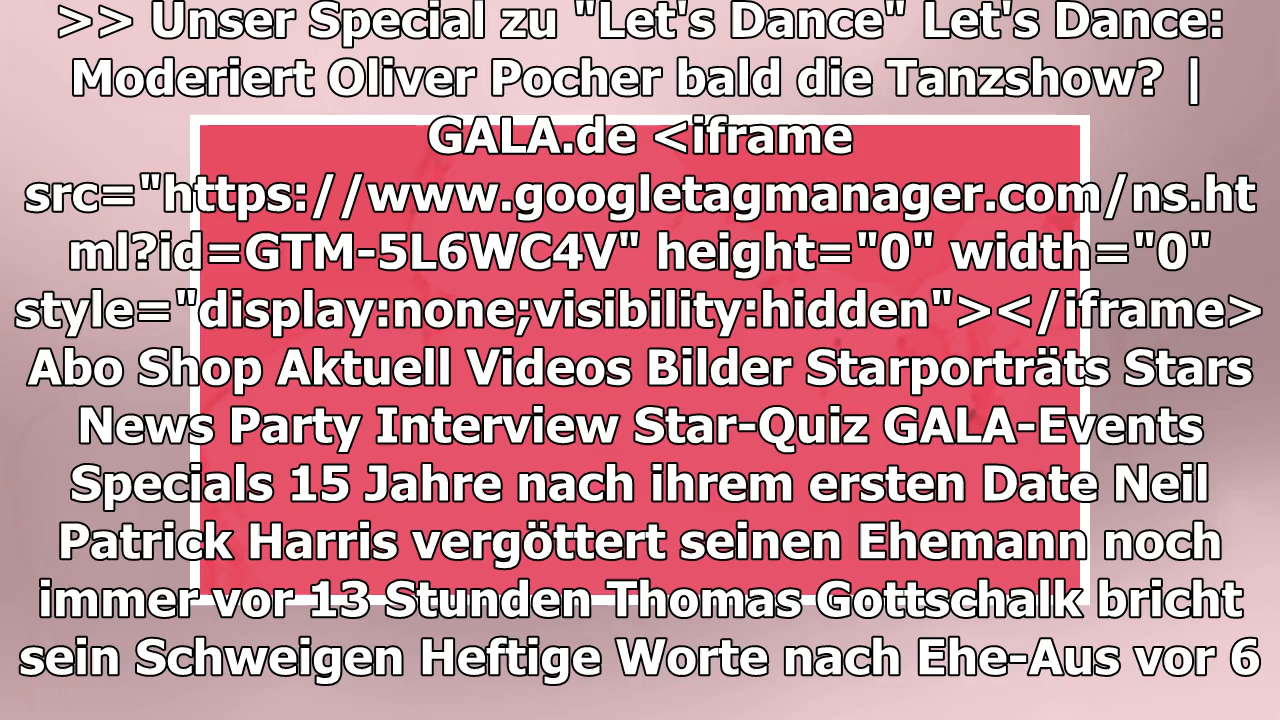 >> Unser Special zu "Let's Dance" Let's Dance:
Moderiert Oliver Pocher bald die Tanzshow? |
GALA.de <iframe
src="https://www.googletagmanager.com/ns.ht
ml?id=GTM-5L6WC4V" height="0" width="0"
style="display:none;visibility:hidden"></iframe>
Abo Shop Aktuell Videos Bilder Starporträts Stars
News Party Interview Star-Quiz GALA-Events
Specials 15 Jahre nach ihrem ersten Date Neil
Patrick Harris vergöttert seinen Ehemann noch
immer vor 13 Stunden Thomas Gottschalk bricht
sein Schweigen Heftige Worte nach Ehe-Aus vor 6